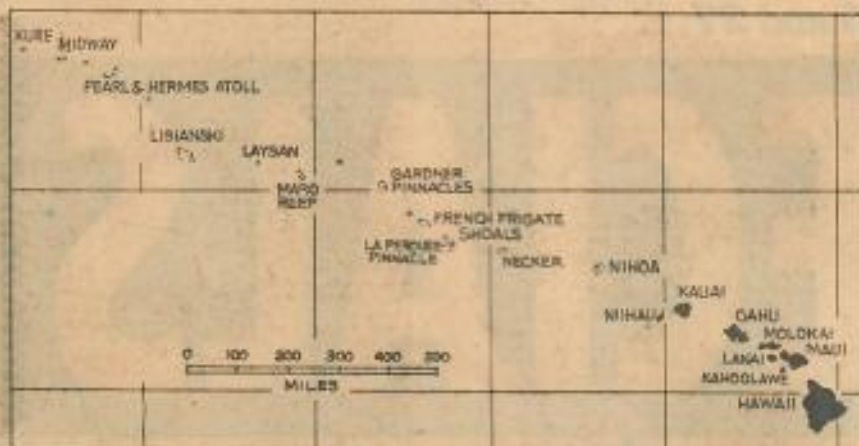 KURE
MIDWAY
PEARL & HERMES ATOLL
LISIANSKI
LAYSAN
MARO
REEF
GARDNER
PINNACLES
FRENCH FRIGATE
SHOALS
LA PEROUSE
PINNACLE
NECKER
NIHOA
KAUAI
NIIHAU
OAHU
MOLOKAI
MAUI
LANAI
KAHOOLAWE
HAWAII
0 100 200 300 400 500
MILES